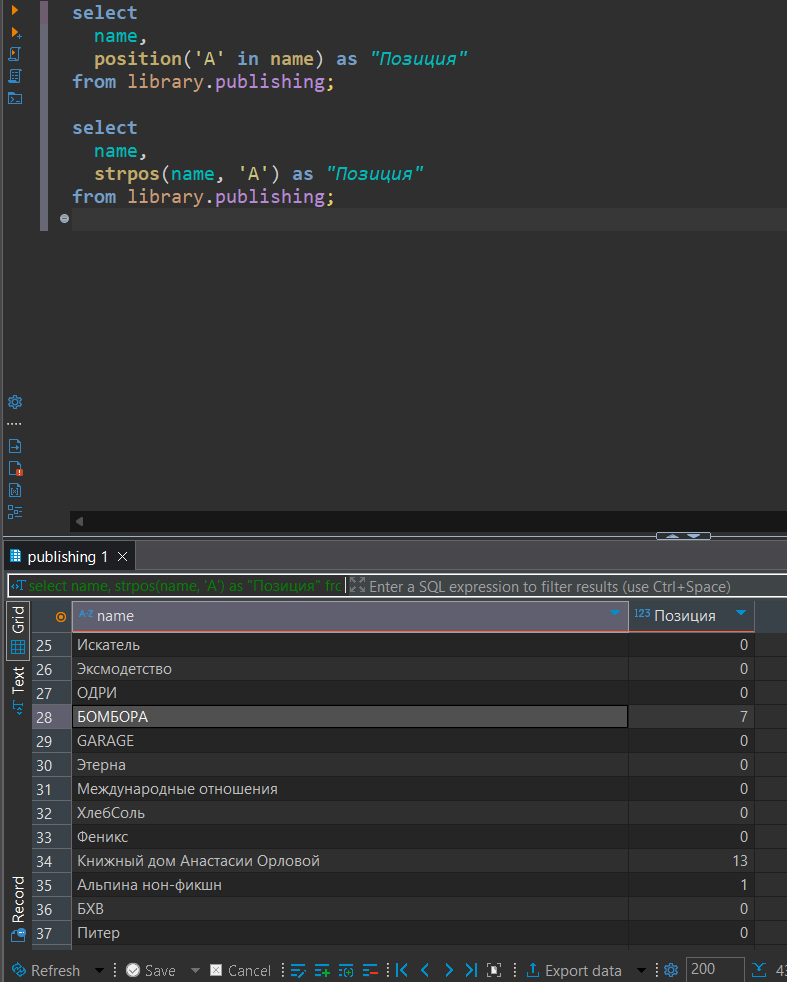 select
name,
position('А' in name) as "Позиция"
from library.publishing;
select
name,
strpos(name, 'А') as "Позиция"
from library.publishing;
publishing 1
select name, strpos(name, 'А') as "Позиция" frc
Enter a SQL expression to filter results (use Ctrl+Space)
Grid
Text
Record
A-Z name 123 Позиция
25 Искатель 0
26 Эксмодетство 0
27 ОДРИ 0
28 БОМБОРА 7
29 GARAGE 0
30 Этерна 0
31 Международные отношения 0
32 ХлебСоль 0
33 Феникс 0
34 Книжный дом Анастасии Орловой 13
35 Альпина нон-фикшн 1
36 БХВ 0
37 Питер 0
Refresh Save Cancel Export data 200 43